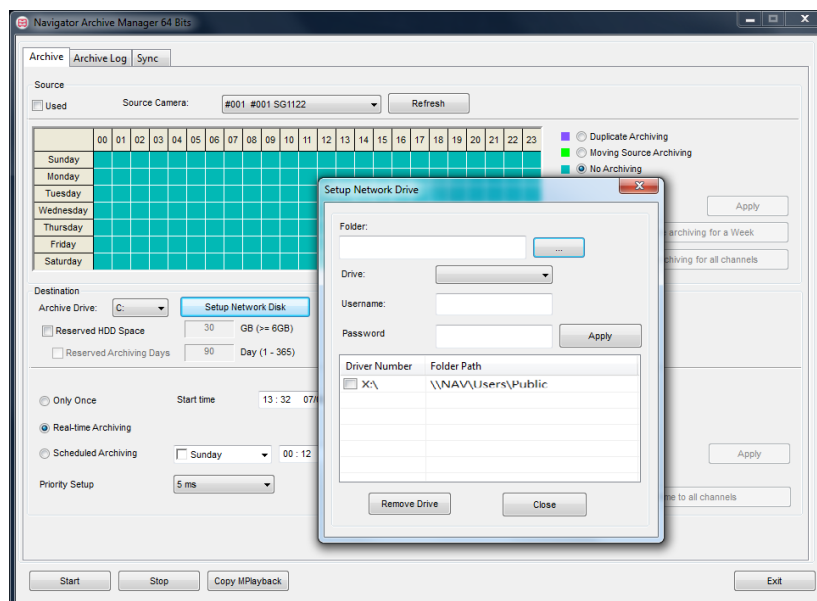 Navigator Archive Manager 64 Bits
Archive Archive Log Sync
Source
Used Source Camera: #001 #001 SG1122 Refresh
00 01 02 03 04 05 06 07 08 09 10 11 12 13 14 15 16 17 18 19 20 21 22 23
Sunday
Monday
Tuesday
Wednesday
Thursday
Friday
Saturday
Duplicate Archiving
Moving Source Archiving
No Archiving
Apply
archiving for a Week
chiving for all channels
Setup Network Drive
Folder:
...
Drive:
Username:
Password
Apply
Driver Number Folder Path
X:\ \\NAV\Users\Public
Remove Drive Close
Destination
Archive Drive: C: Setup Network Disk
Reserved HDD Space 30 GB (>= 6GB)
Reserved Archiving Days 90 Day (1 - 365)
Only Once Start time 13 : 32 07/
Real-time Archiving
Scheduled Archiving Sunday 00 : 12
Apply
Priority Setup 5 ms
me to all channels
Start Stop Copy MPlayback Exit